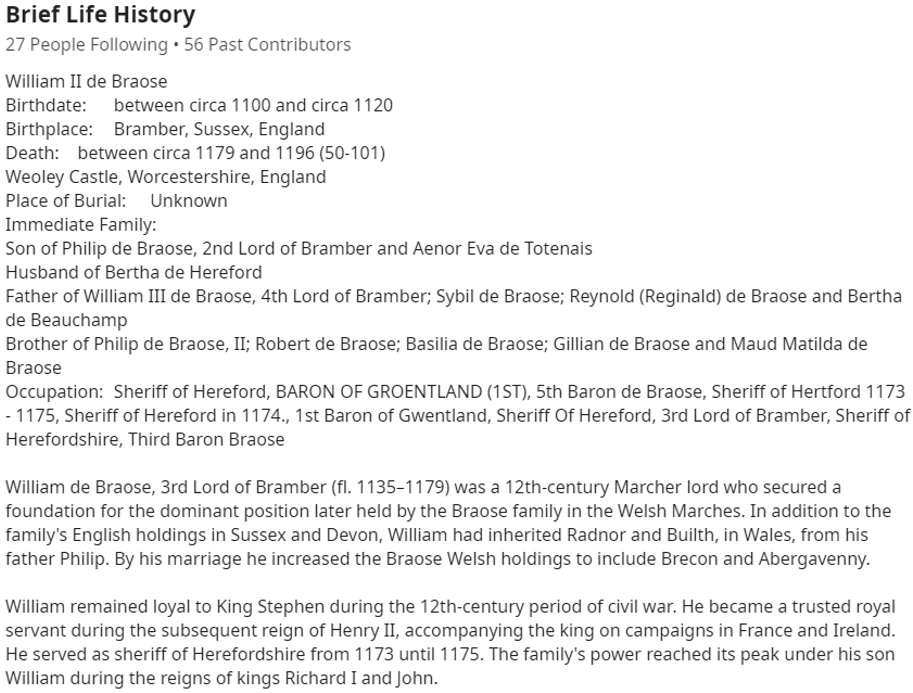 Brief Life History
27 People Following • 56 Past Contributors
William II de Braose
Birthdate: between circa 1100 and circa 1120
Birthplace: Bramber, Sussex, England
Death: between circa 1179 and 1196 (50-101)
Weoley Castle, Worcestershire, England
Place of Burial: Unknown
Immediate Family:
Son of Philip de Braose, 2nd Lord of Bramber and Aenor Eva de Totenais
Husband of Bertha de Hereford
Father of William III de Braose, 4th Lord of Bramber; Sybil de Braose; Reynold (Reginald) de Braose and Bertha
de Beauchamp
Brother of Philip de Braose, II; Robert de Braose; Basilia de Braose; Gillian de Braose and Maud Matilda de
Braose
Occupation: Sheriff of Hereford, BARON OF GROENTLAND (1ST), 5th Baron de Braose, Sheriff of Hertford 1173
- 1175, Sheriff of Hereford in 1174., 1st Baron of Gwentland, Sheriff Of Hereford, 3rd Lord of Bramber, Sheriff of
Herefordshire, Third Baron Braose
William de Braose, 3rd Lord of Bramber (fl. 1135–1179) was a 12th-century Marcher lord who secured a
foundation for the dominant position later held by the Braose family in the Welsh Marches. In addition to the
family's English holdings in Sussex and Devon, William had inherited Radnor and Builth, in Wales, from his
father Philip. By his marriage he increased the Braose Welsh holdings to include Brecon and Abergavenny.
William remained loyal to King Stephen during the 12th-century period of civil war. He became a trusted royal
servant during the subsequent reign of Henry II, accompanying the king on campaigns in France and Ireland.
He served as sheriff of Herefordshire from 1173 until 1175. The family's power reached its peak under his son
William during the reigns of kings Richard I and John.